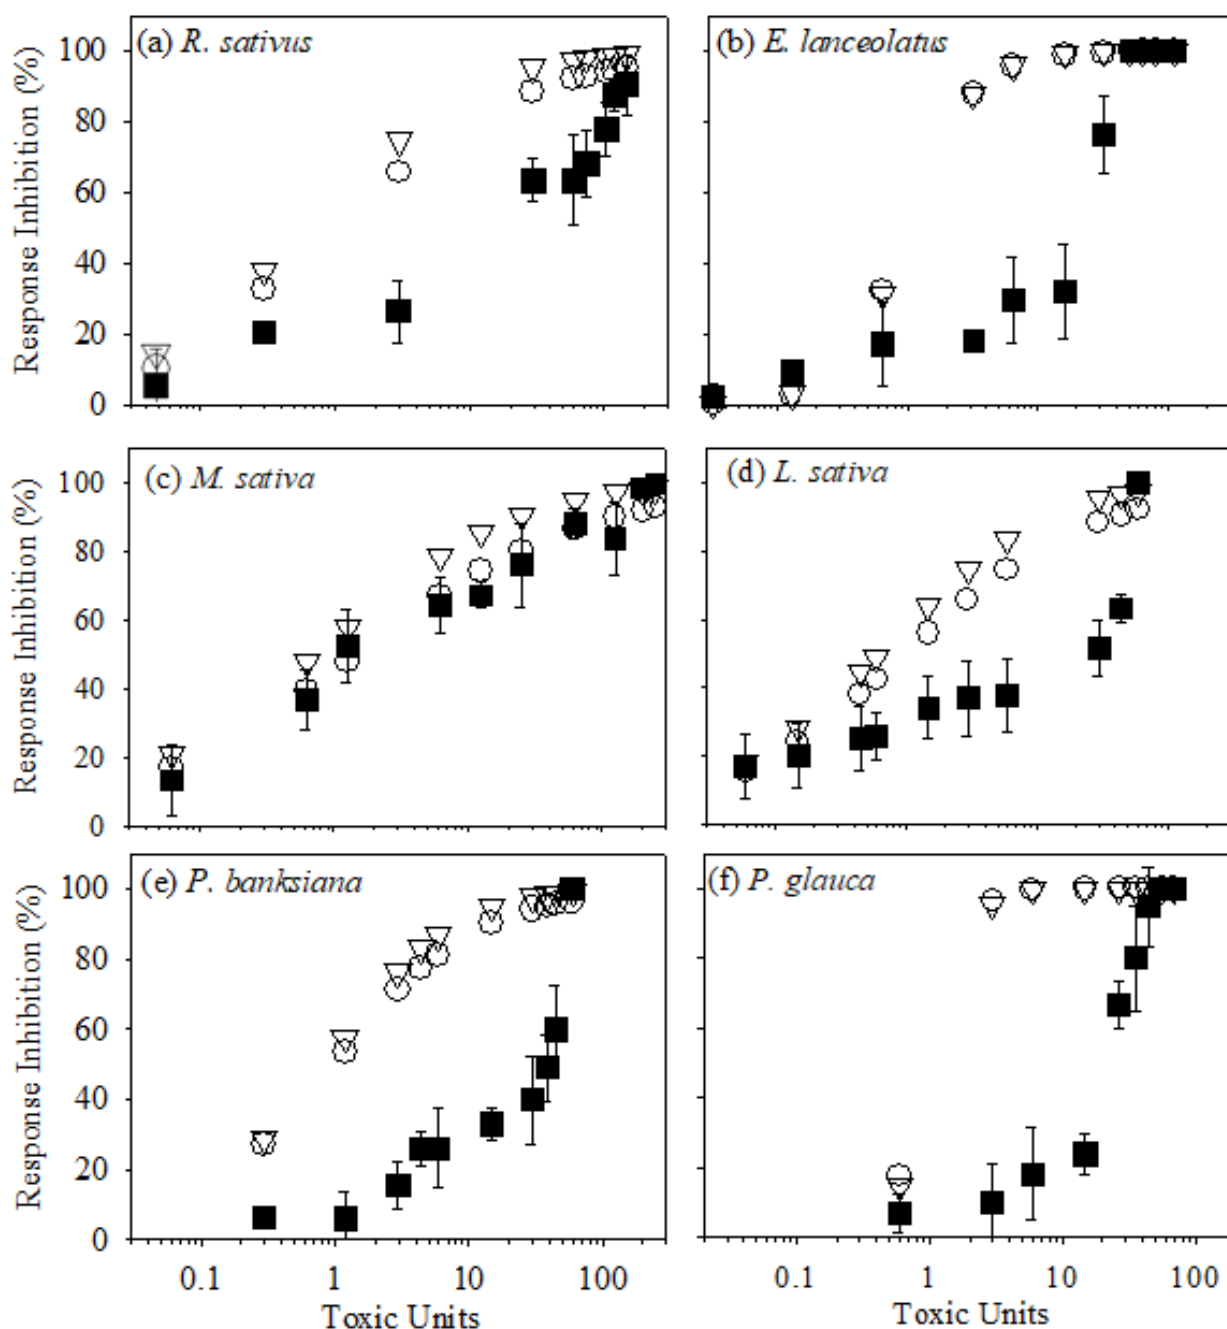 (a) R. sativus
(b) E. lanceolatus
100
80
60
40
20
0
Response Inhibition (%)
(c) M. sativa
(d) L. sativa
100
80
60
40
20
0
Response Inhibition (%)
(e) P. banksiana
(f) P. glauca
100
80
60
40
20
0
Response Inhibition (%)
0.1 1 10 100
0.1 1 10 100
Toxic Units
Toxic Units